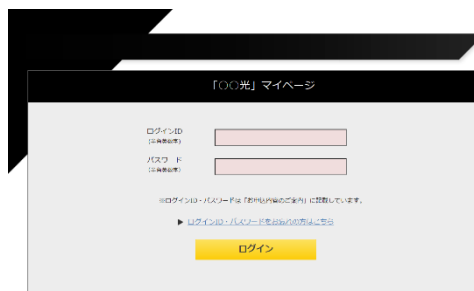 「○○光」マイページ
ログインID
(半角英数字)
パスワード
(半角英数字)
※ログインID・パスワードは「お申込内容のご案内」に記載しています。
▶ ログインID・パスワードをお忘れの方はこちら
ログイン